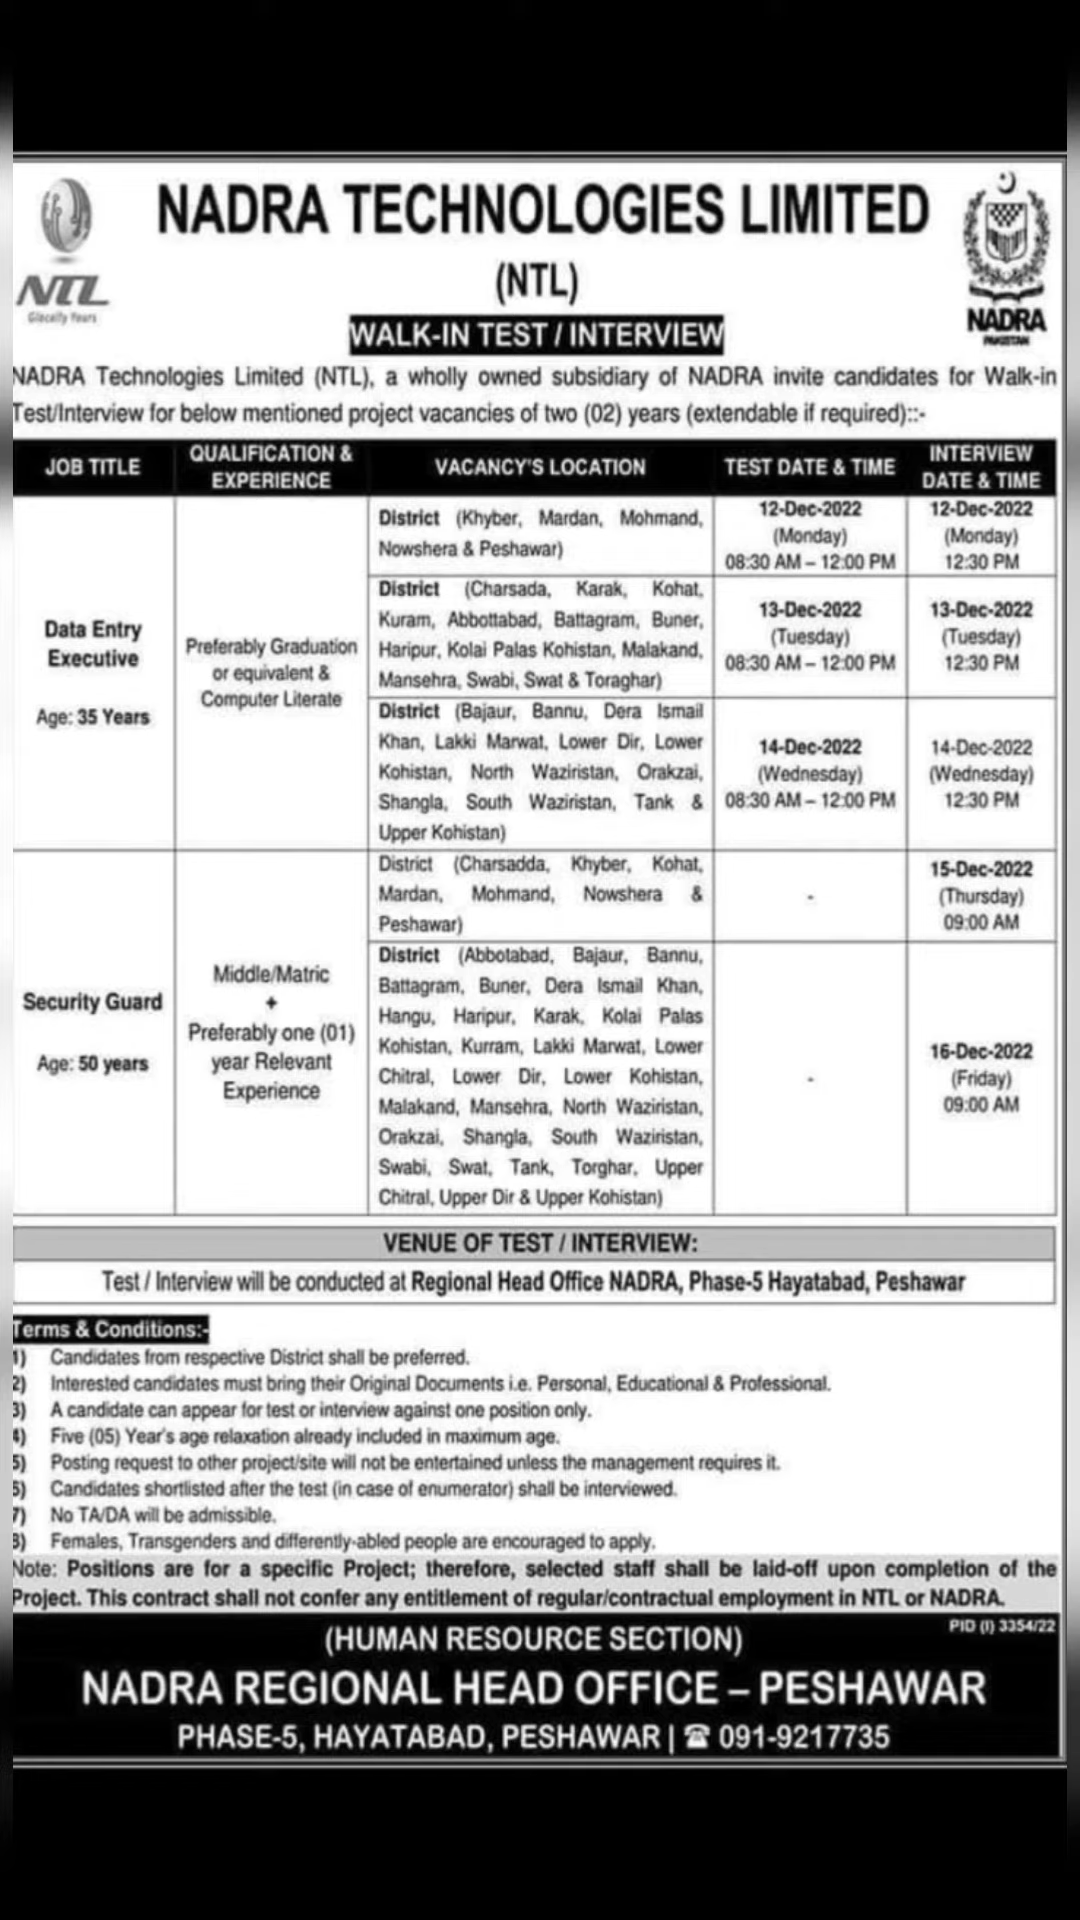 NADRA TECHNOLOGIES LIMITED
(NTL)
NTL
Glocally Yours
NADRA
PAKISTAN
WALK-IN TEST / INTERVIEW
NADRA Technologies Limited (NTL), a wholly owned subsidiary of NADRA invite candidates for Walk-in
Test/Interview for below mentioned project vacancies of two (02) years (extendable if required)::-
JOB TITLE
QUALIFICATION &
EXPERIENCE
VACANCY'S LOCATION
TEST DATE & TIME
INTERVIEW
DATE & TIME
Data Entry
Executive
Age: 35 Years
Preferably Graduation
or equivalent &
Computer Literate
District (Khyber, Mardan, Mohmand,
Nowshera & Peshawar)
12-Dec-2022
(Monday)
08:30 AM – 12:00 PM
12-Dec-2022
(Monday)
12:30 PM
District (Charsada, Karak, Kohat,
Kuram, Abbottabad, Battagram, Buner,
Haripur, Kolai Palas Kohistan, Malakand,
Mansehra, Swabi, Swat & Toraghar)
13-Dec-2022
(Tuesday)
08:30 AM – 12:00 PM
13-Dec-2022
(Tuesday)
12:30 PM
District (Bajaur, Bannu, Dera Ismail
Khan, Lakki Marwat, Lower Dir, Lower
Kohistan, North Waziristan, Orakzai,
Shangla, South Waziristan, Tank &
Upper Kohistan)
14-Dec-2022
(Wednesday)
08:30 AM – 12:00 PM
14-Dec-2022
(Wednesday)
12:30 PM
Security Guard
Age: 50 years
Middle/Matric
+
Preferably one (01)
year Relevant
Experience
District (Charsadda, Khyber, Kohat,
Mardan, Mohmand, Nowshera &
Peshawar)
-
15-Dec-2022
(Thursday)
09:00 AM
District (Abbotabad, Bajaur, Bannu,
Battagram, Buner, Dera Ismail Khan,
Hangu, Haripur, Karak, Kolai Palas
Kohistan, Kurram, Lakki Marwat, Lower
Chitral, Lower Dir, Lower Kohistan,
Malakand, Mansehra, North Waziristan,
Orakzai, Shangla, South Waziristan,
Swabi, Swat, Tank, Torghar, Upper
Chitral, Upper Dir & Upper Kohistan)
-
16-Dec-2022
(Friday)
09:00 AM
VENUE OF TEST / INTERVIEW:
Test / Interview will be conducted at Regional Head Office NADRA, Phase-5 Hayatabad, Peshawar
Terms & Conditions:-
1) Candidates from respective District shall be preferred.
2) Interested candidates must bring their Original Documents i.e. Personal, Educational & Professional.
3) A candidate can appear for test or interview against one position only.
4) Five (05) Year's age relaxation already included in maximum age.
5) Posting request to other project/site will not be entertained unless the management requires it.
6) Candidates shortlisted after the test (in case of enumerator) shall be interviewed.
7) No TA/DA will be admissible.
8) Females, Transgenders and differently-abled people are encouraged to apply.
Note: Positions are for a specific Project; therefore, selected staff shall be laid-off upon completion of the
Project. This contract shall not confer any entitlement of regular/contractual employment in NTL or NADRA.
PID (I) 3354/22
(HUMAN RESOURCE SECTION)
NADRA REGIONAL HEAD OFFICE – PESHAWAR
PHASE-5, HAYATABAD, PESHAWAR | ☎ 091-9217735